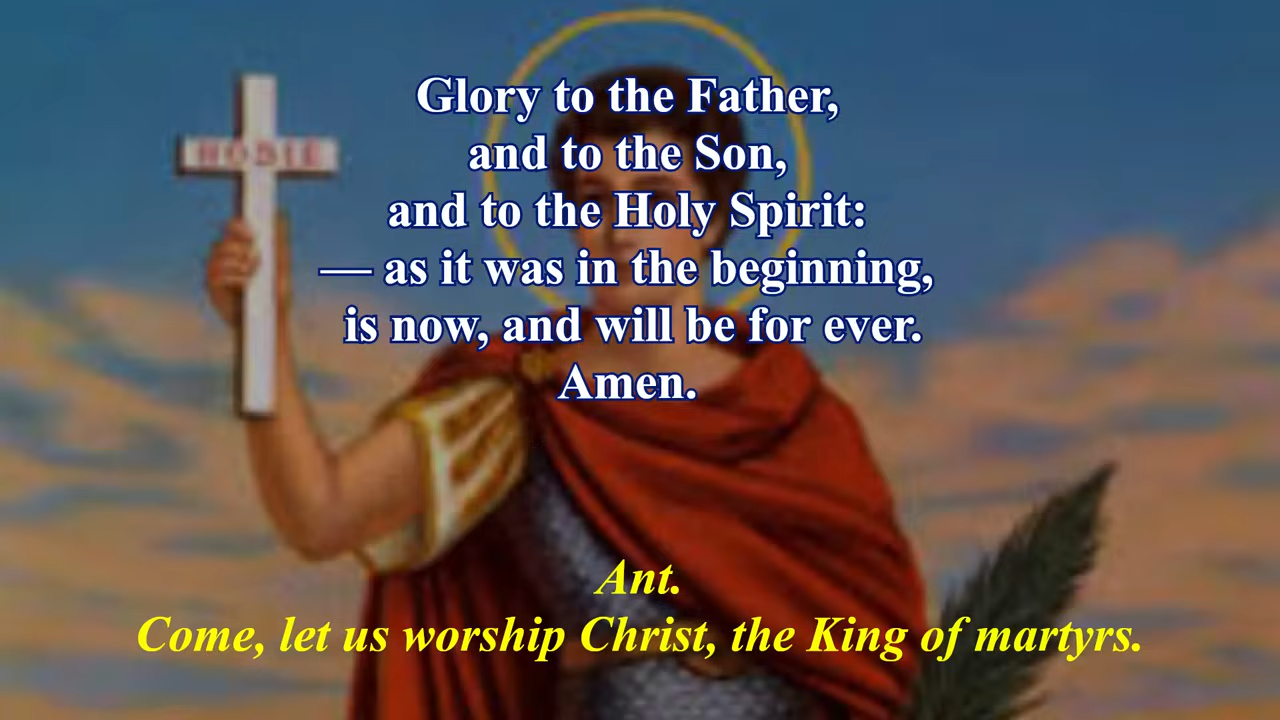 HODIE
Glory to the Father,
and to the Son,
and to the Holy Spirit:
— as it was in the beginning,
is now, and will be for ever.
Amen.
Ant.
Come, let us worship Christ, the King of martyrs.